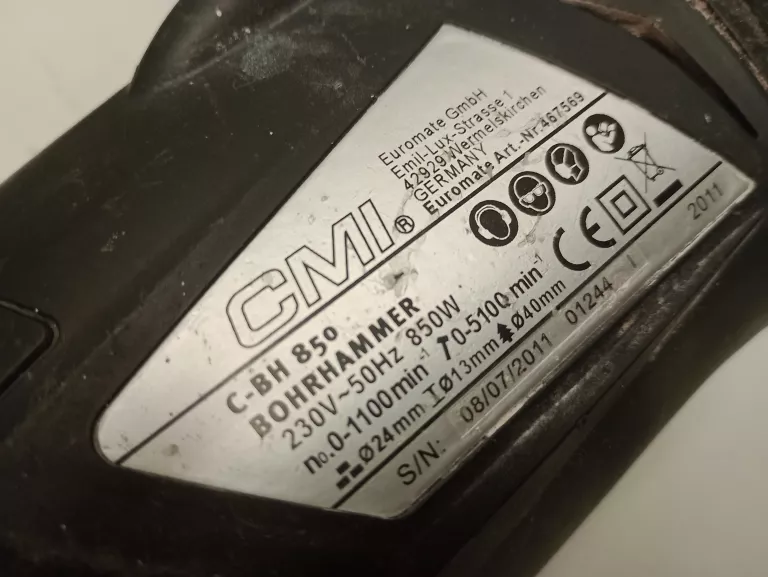 Euromate GmbH
Emil-Lux-Strasse 1
42929 Wermelskirchen
GERMANY
Euromate Art.-Nr.467569
CMI®
C-BH 850
BOHRHAMMER
230V~50Hz 850W
n₀.0-1100min⁻¹ 0-5100 min⁻¹
Ø24mm Ø13mm Ø40mm
CE
2011
S/N: 08/07/2011 01244